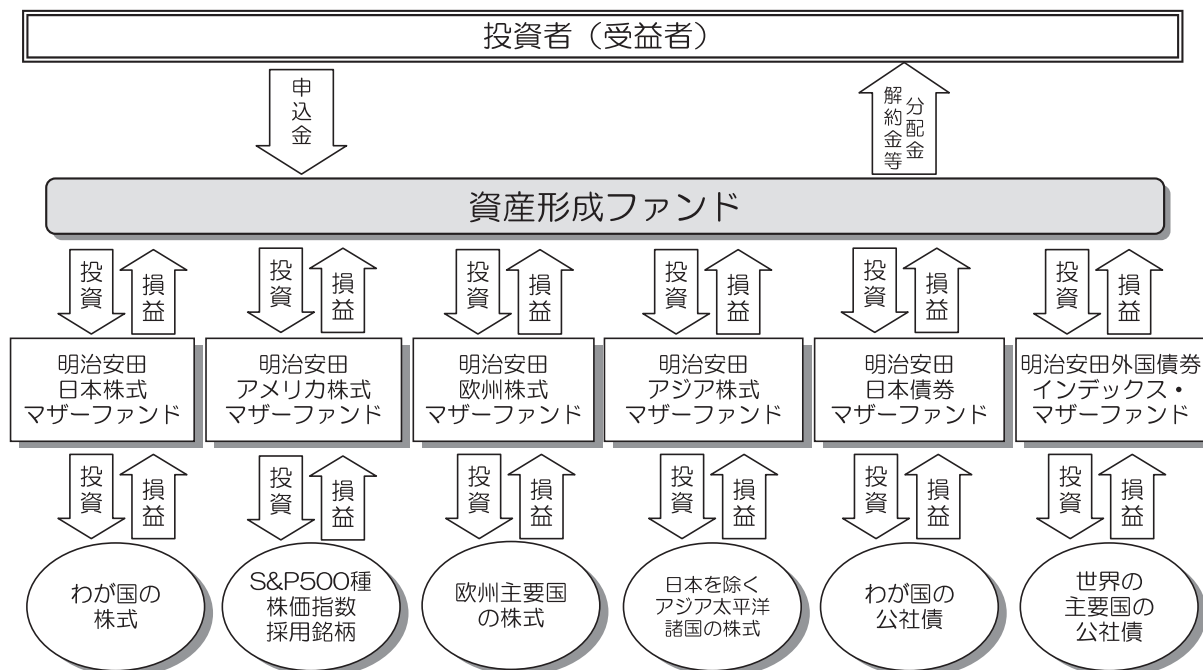 投資者（受益者）
申込金
分配金
解約金等
資産形成ファンド
投資
損益
投資
損益
投資
損益
投資
損益
投資
損益
投資
損益
明治安田
日本株式
マザーファンド
明治安田
アメリカ株式
マザーファンド
明治安田
欧州株式
マザーファンド
明治安田
アジア株式
マザーファンド
明治安田
日本債券
マザーファンド
明治安田外国債券
インデックス・
マザーファンド
投資
損益
投資
損益
投資
損益
投資
損益
投資
損益
投資
損益
わが国の
株式
S&P500種
株価指数
採用銘柄
欧州主要国
の株式
日本を除く
アジア太平洋
諸国の株式
わが国の
公社債
世界の
主要国の
公社債